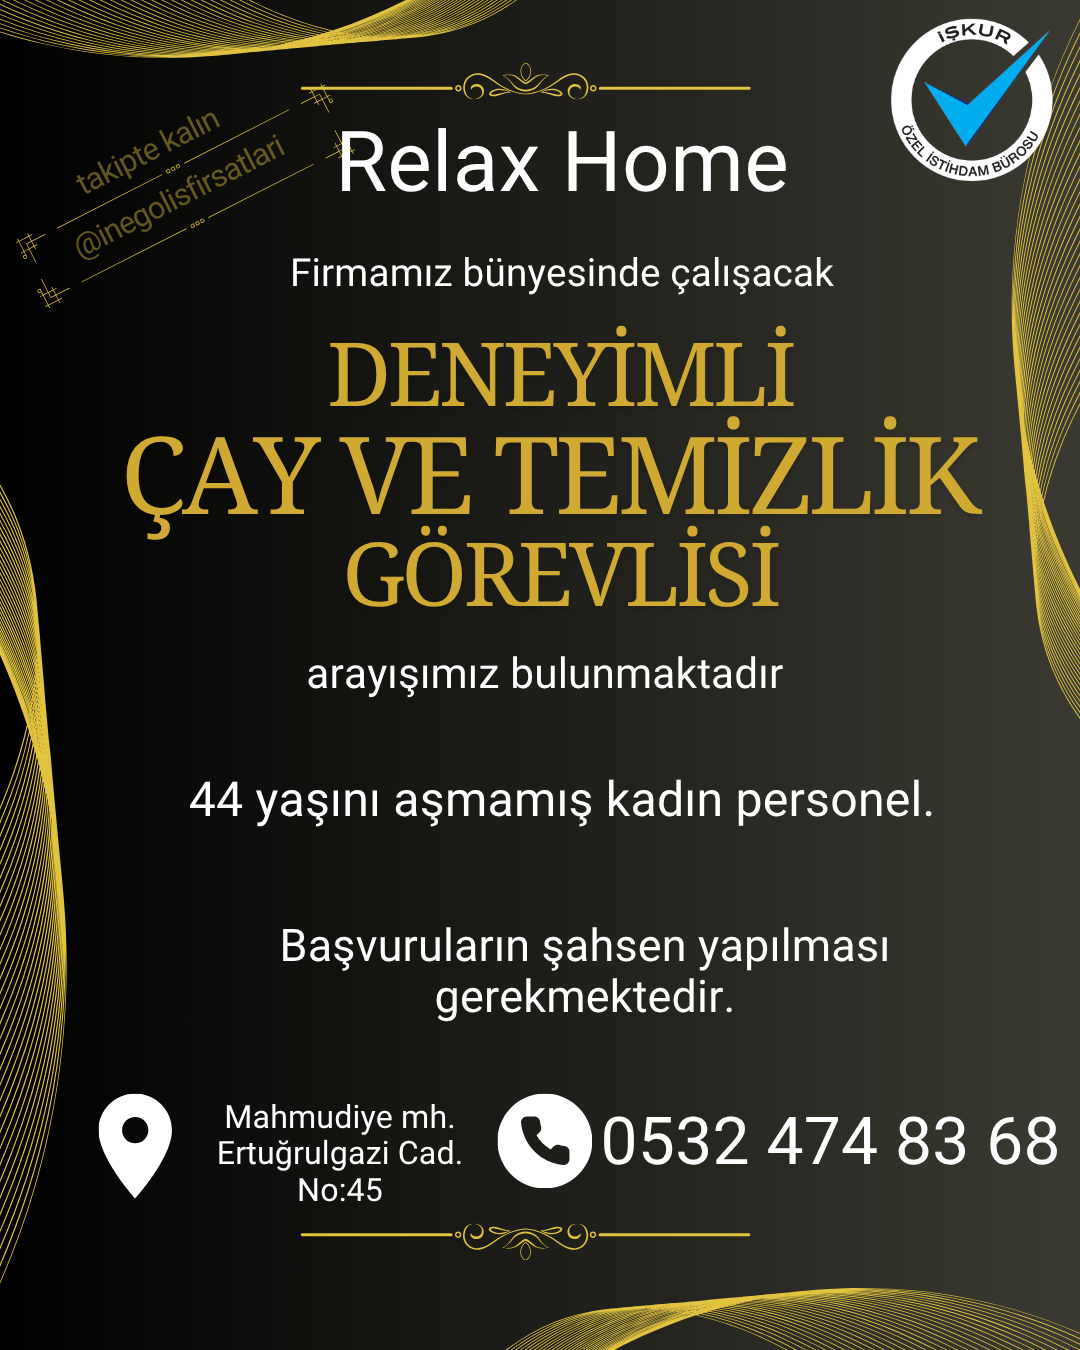 İŞKUR
ÖZEL İSTİHDAM BÜROSU
takipte kalın
@inegolisfirsatlari
Relax Home
Firmamız bünyesinde çalışacak
DENEYİMLİ
ÇAY VE TEMİZLİK
GÖREVLİSİ
arayışımız bulunmaktadır
44 yaşını aşmamış kadın personel.
Başvuruların şahsen yapılması
gerekmektedir.
Mahmudiye mh.
Ertuğrulgazi Cad.
No:45
0532 474 83 68